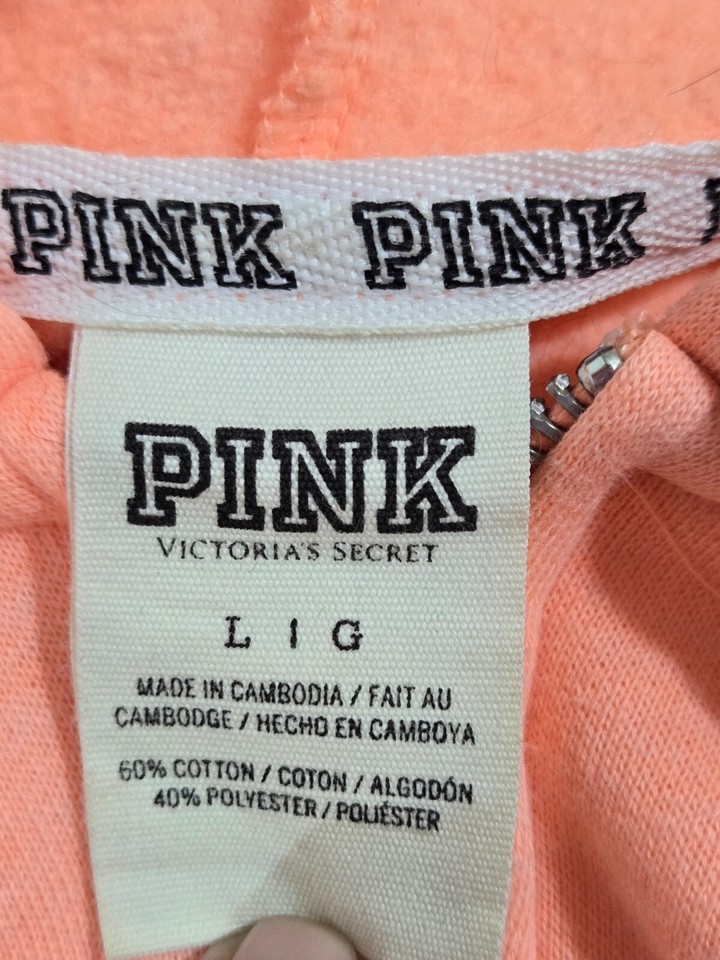 PINK PINK
PINK
VICTORIA'S SECRET
L | G
MADE IN CAMBODIA / FAIT AU
CAMBODGE / HECHO EN CAMBOYA
60% COTTON / COTON / ALGODÓN
40% POLYESTER / POLIÉSTER